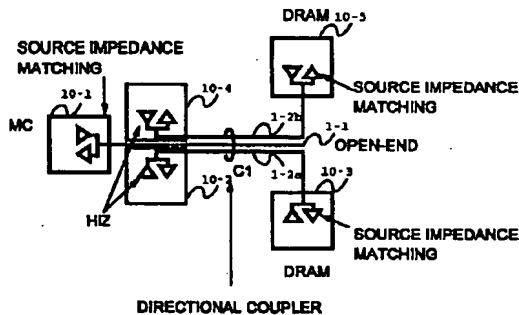 DRAM 10-5
SOURCE IMPEDANCE
MATCHING
10-1
10-4
SOURCE IMPEDANCE
MATCHING
MC
1-2b
1-1
OPEN-END
C1
1-2a
10-3
HIZ
10-2
SOURCE IMPEDANCE
MATCHING
DRAM
DIRECTIONAL COUPLER